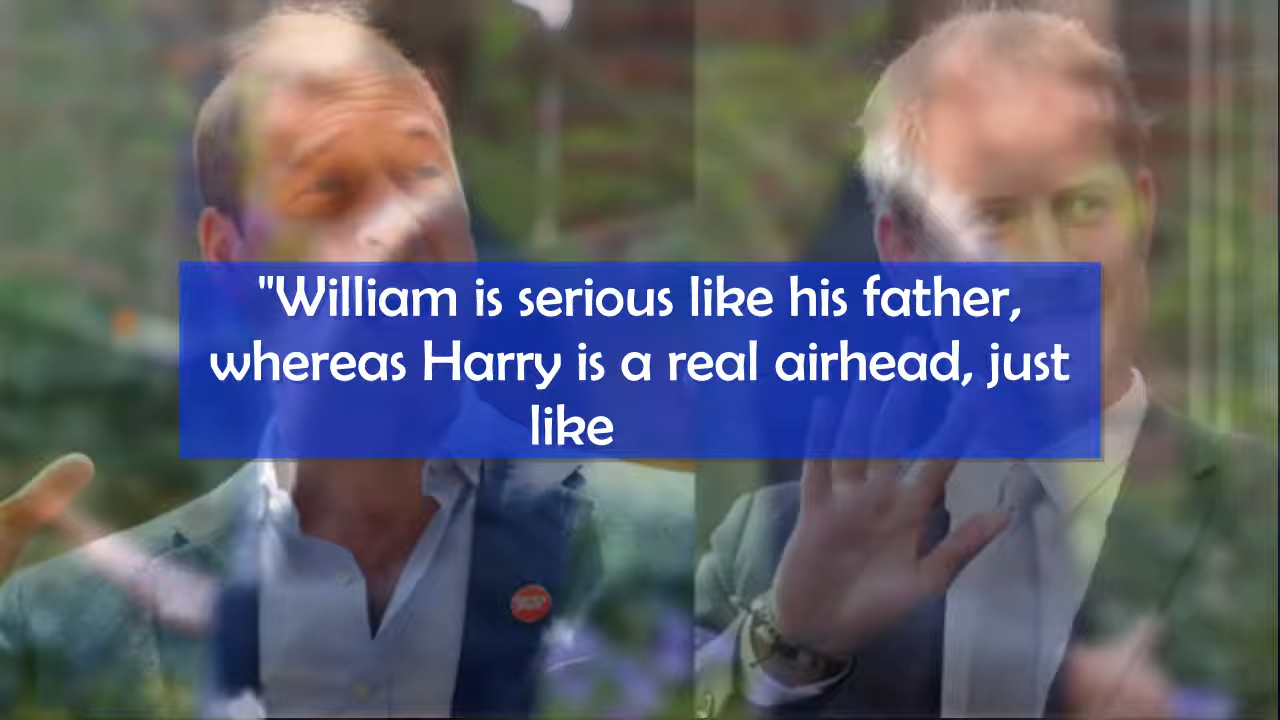 "William is serious like his father,
whereas Harry is a real airhead, just
like